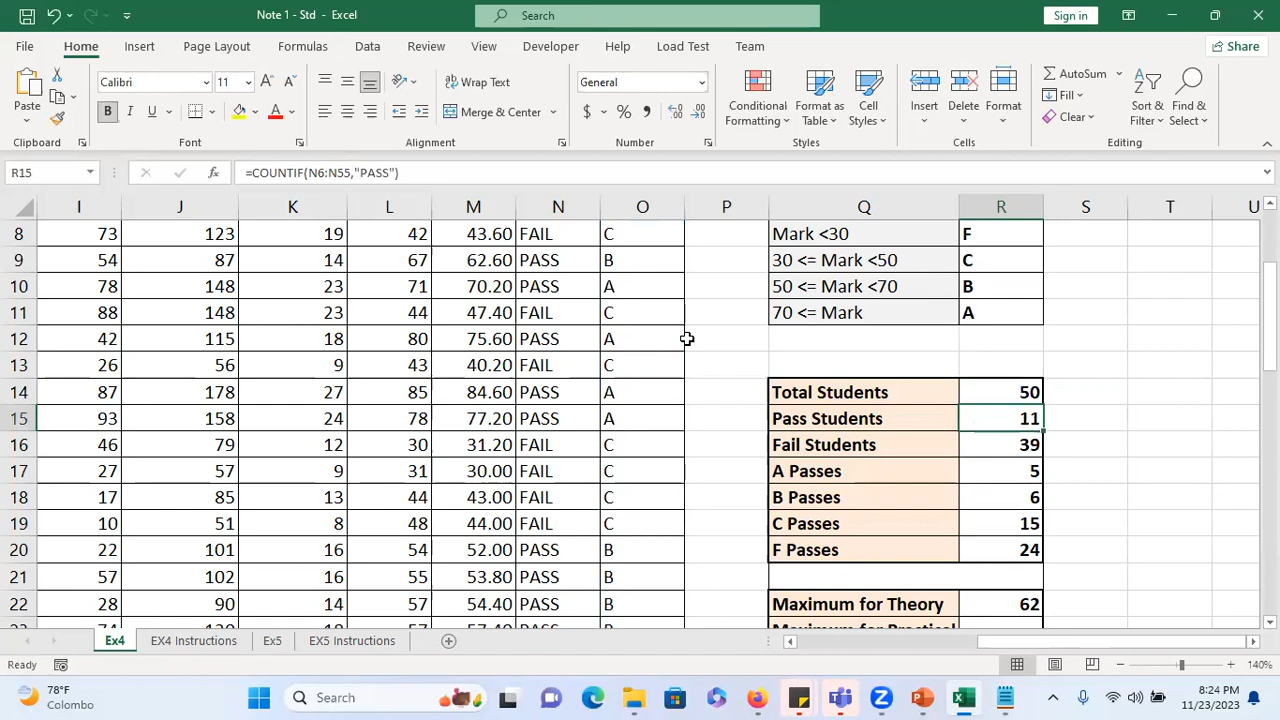 Note 1 - Std - Excel
Search
Sign in
File Home Insert Page Layout Formulas Data Review View Developer Help Load Test Team Share
Paste
Calibri 11
Wrap Text
General
Conditional Formatting
Format as Table
Cell Styles
Insert
Delete
Format
AutoSum
Fill
Clear
Sort & Filter
Find & Select
B I U
Merge & Center
$ % ,
Clipboard Font Alignment Number Styles Cells Editing
R15 fx =COUNTIF(N6:N55,"PASS")
I J K L M N O P Q R S T U
8 73 123 19 42 43.60 FAIL C Mark <30 F
9 54 87 14 67 62.60 PASS B 30 <= Mark <50 C
10 78 148 23 71 70.20 PASS A 50 <= Mark <70 B
11 88 148 23 44 47.40 FAIL C 70 <= Mark A
12 42 115 18 80 75.60 PASS A
13 26 56 9 43 40.20 FAIL C
14 87 178 27 85 84.60 PASS A Total Students 50
15 93 158 24 78 77.20 PASS A Pass Students 11
16 46 79 12 30 31.20 FAIL C Fail Students 39
17 27 57 9 31 30.00 FAIL C A Passes 5
18 17 85 13 44 43.00 FAIL C B Passes 6
19 10 51 8 48 44.00 FAIL C C Passes 15
20 22 101 16 54 52.00 PASS B F Passes 24
21 57 102 16 55 53.80 PASS B
22 28 90 14 57 54.40 PASS B Maximum for Theory 62
Maximum for Practical
Ex4 EX4 Instructions Ex5 EX5 Instructions
Ready
140%
78°F
Colombo
Search
8:24 PM
11/23/2023